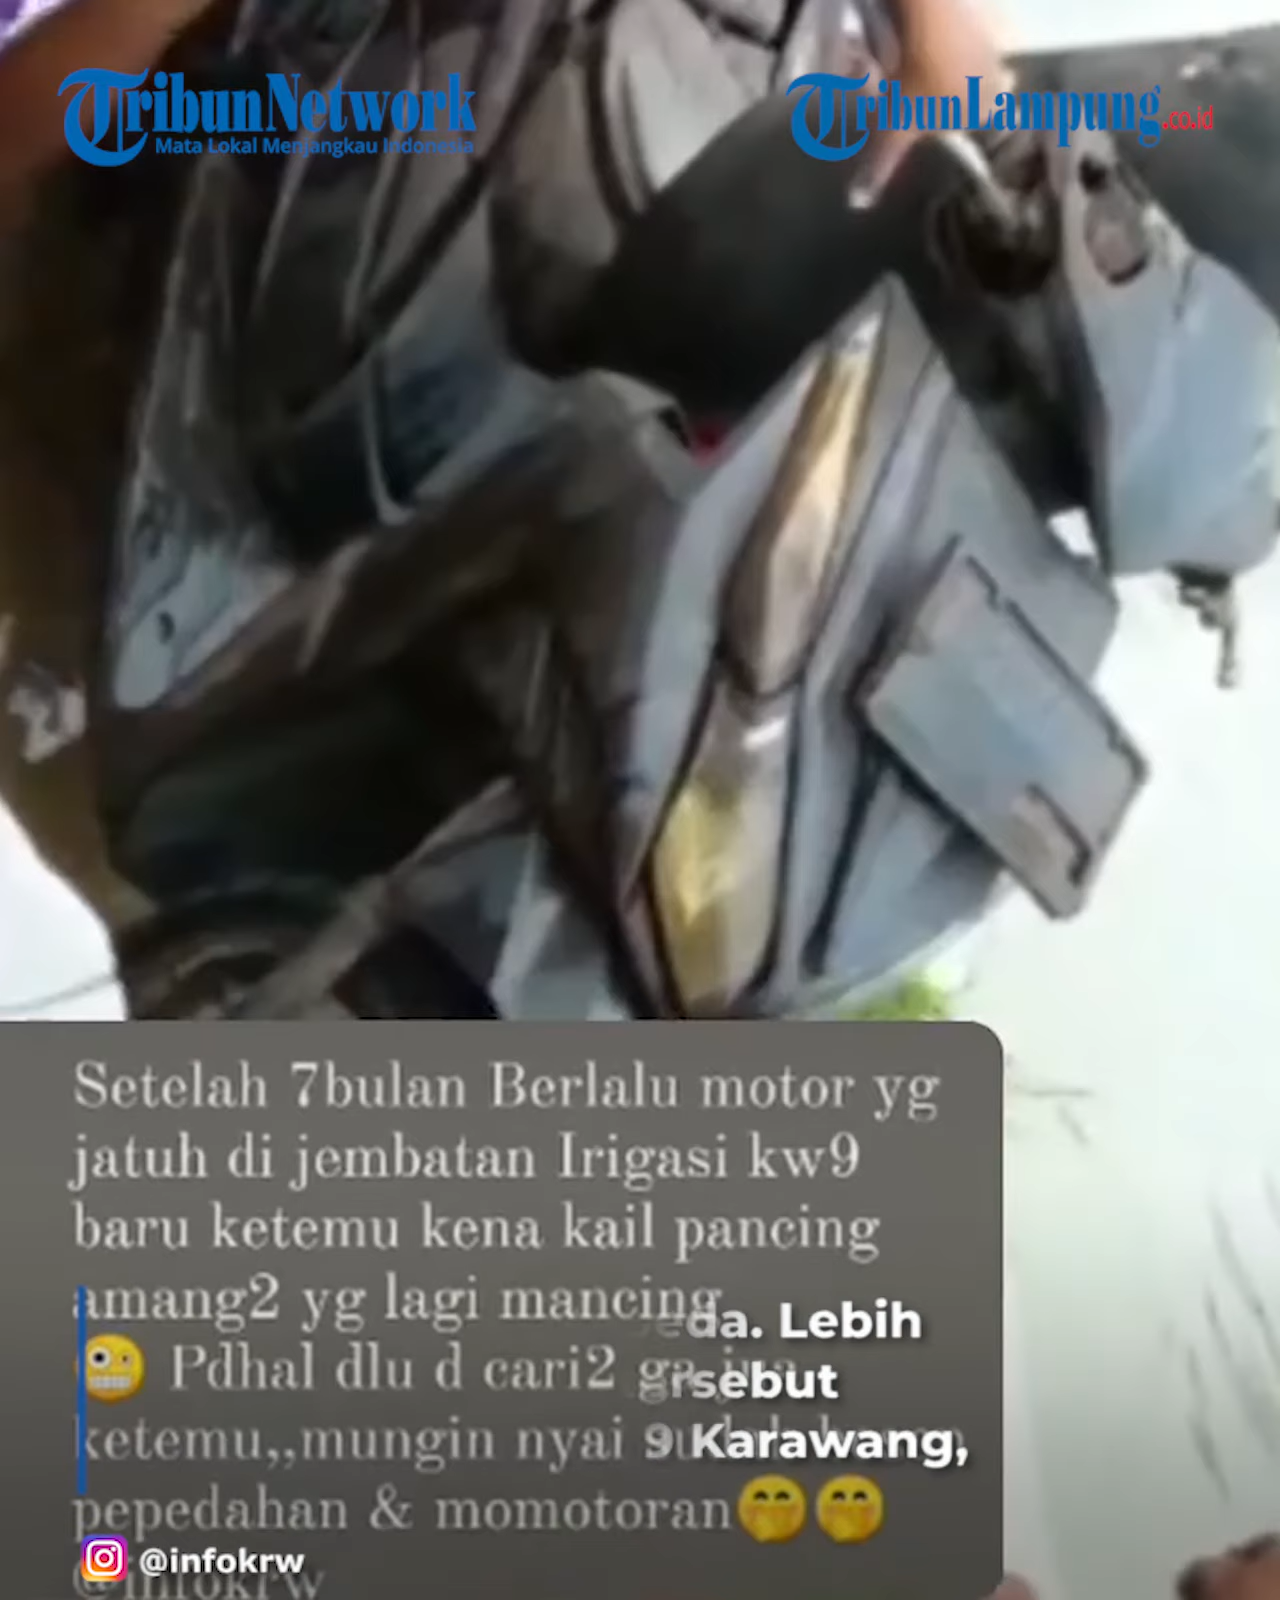 TribunNetwork
Mata Lokal Menjangkau Indonesia
TribunLampung.co.id
Setelah 7bulan Berlalu motor yg
jatuh di jembatan Irigasi kw9
baru ketemu kena kail pancing
amang2 yg lagi mancing
da. Lebih
🤪 Pdhal dlu d cari2
rsebut
ketemu,,mungin nyai
9 Karawang,
pepedahan & momotoran🤭🤭
@infokrw
@infokrw